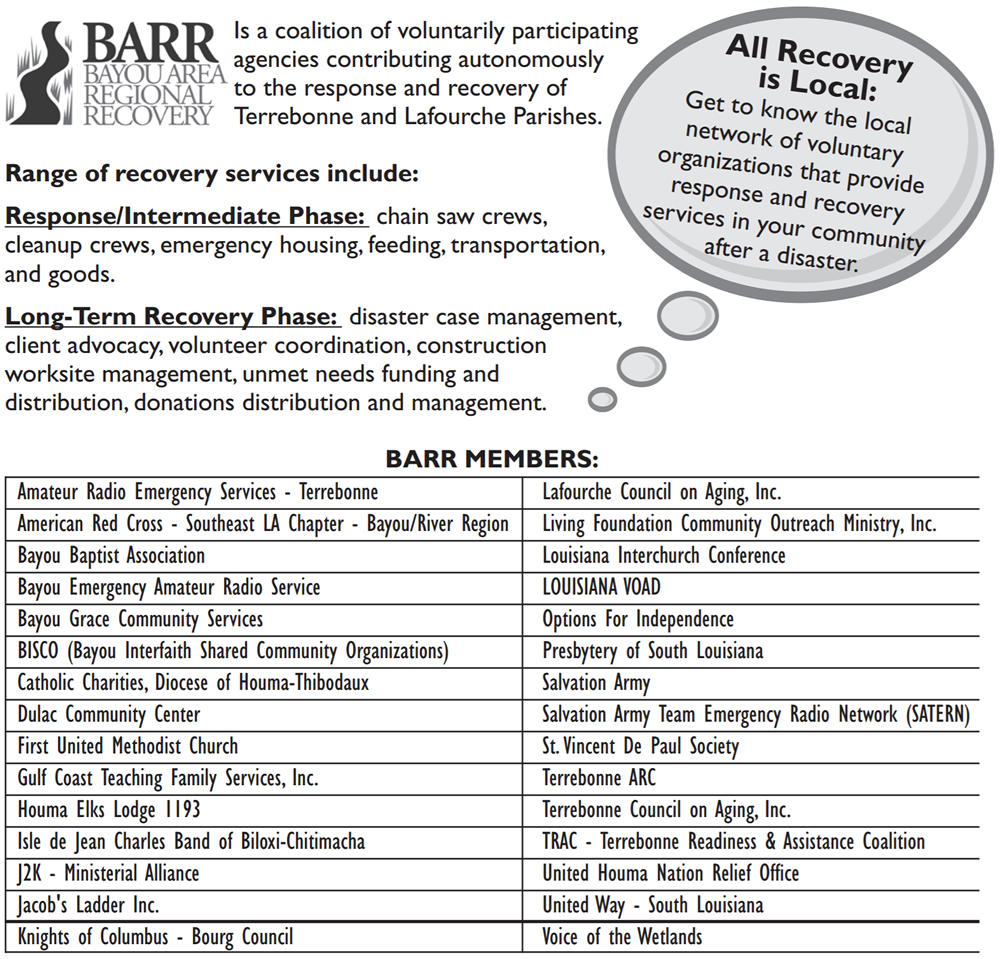 BARR
BAYOU AREA
REGIONAL
RECOVERY
Is a coalition of voluntarily participating
agencies contributing autonomously
to the response and recovery of
Terrebonne and Lafourche Parishes.
All Recovery
is Local:
Get to know the local
network of voluntary
organizations that provide
response and recovery
services in your community
after a disaster.
Range of recovery services include:
Response/Intermediate Phase: chain saw crews,
cleanup crews, emergency housing, feeding, transportation,
and goods.
Long-Term Recovery Phase: disaster case management,
client advocacy, volunteer coordination, construction
worksite management, unmet needs funding and
distribution, donations distribution and management.
BARR MEMBERS:
Amateur Radio Emergency Services - Terrebonne
Lafourche Council on Aging, Inc.
American Red Cross - Southeast LA Chapter - Bayou/River Region
Living Foundation Community Outreach Ministry, Inc.
Bayou Baptist Association
Louisiana Interchurch Conference
Bayou Emergency Amateur Radio Service
LOUISIANA VOAD
Bayou Grace Community Services
Options For Independence
BISCO (Bayou Interfaith Shared Community Organizations)
Presbytery of South Louisiana
Catholic Charities, Diocese of Houma-Thibodaux
Salvation Army
Dulac Community Center
Salvation Army Team Emergency Radio Network (SATERN)
First United Methodist Church
St. Vincent De Paul Society
Gulf Coast Teaching Family Services, Inc.
Terrebonne ARC
Houma Elks Lodge 1193
Terrebonne Council on Aging, Inc.
Isle de Jean Charles Band of Biloxi-Chitimacha
TRAC - Terrebonne Readiness & Assistance Coalition
J2K - Ministerial Alliance
United Houma Nation Relief Office
Jacob's Ladder Inc.
United Way - South Louisiana
Knights of Columbus - Bourg Council
Voice of the Wetlands